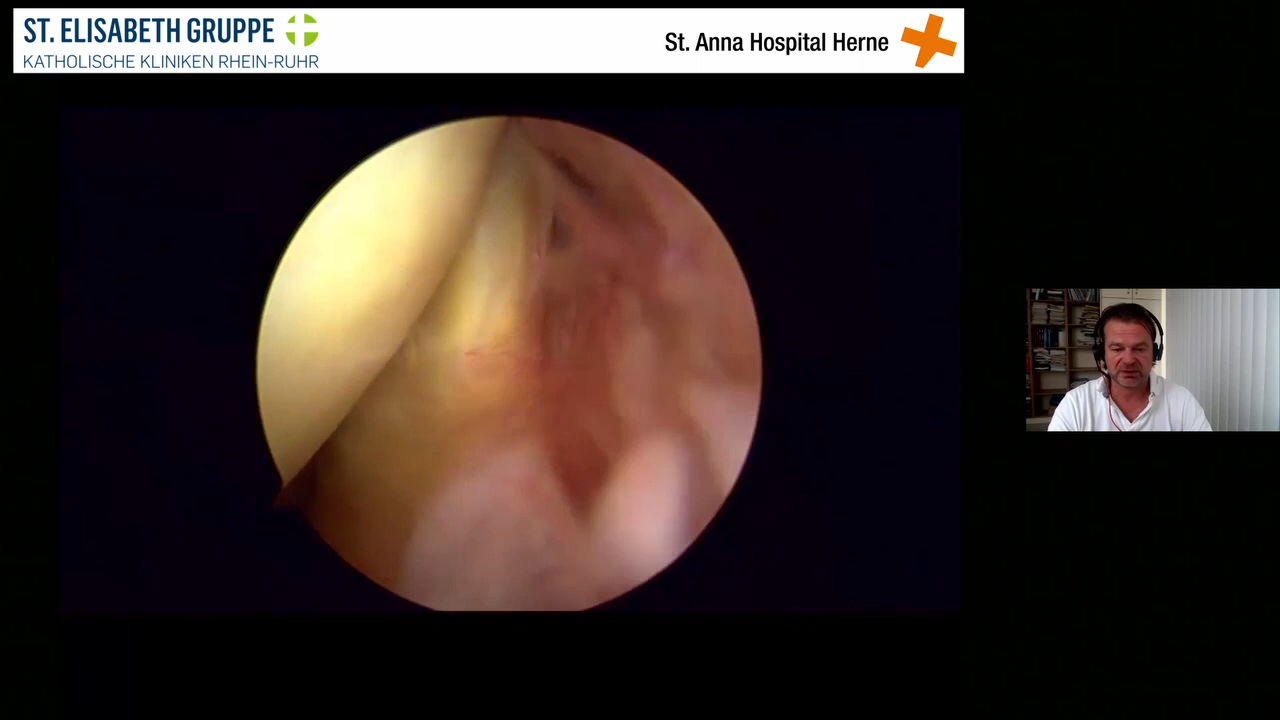 ST. ELISABETH GRUPPE
KATHOLISCHE KLINIKEN RHEIN-RUHR
St. Anna Hospital Herne